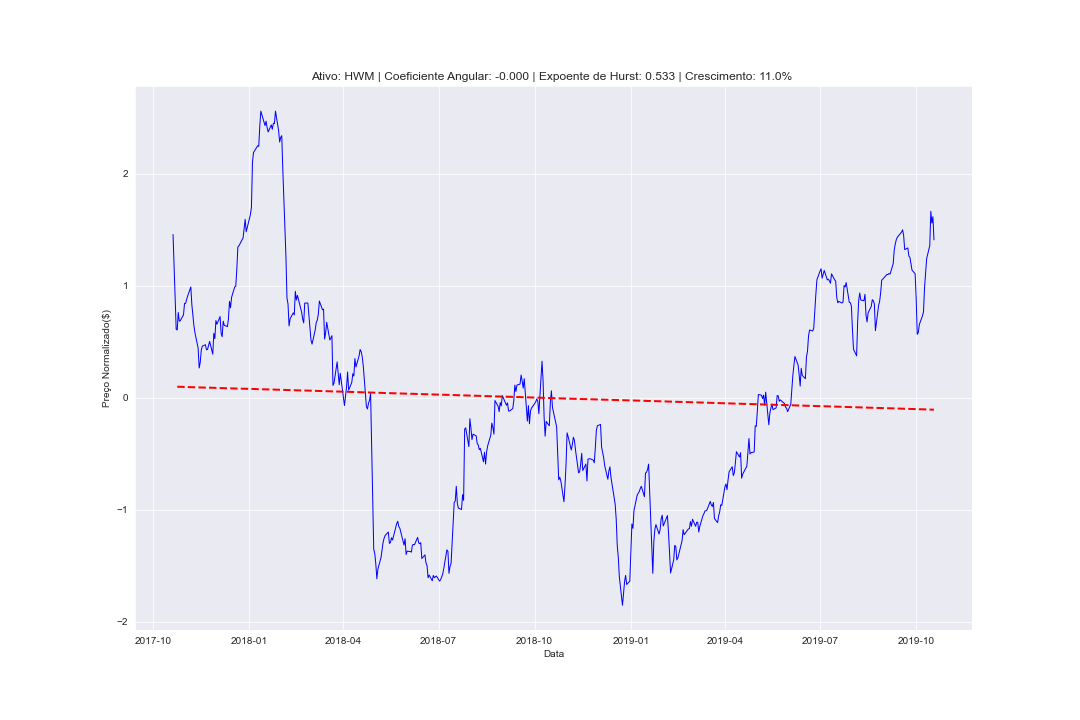 Ativo: HWM | Coeficiente Angular: -0.000 | Expoente de Hurst: 0.533 | Crescimento: 11.0%
Preço Normalizado($)
2
1
0
−1
−2
2017-10 2018-01 2018-04 2018-07 2018-10 2019-01 2019-04 2019-07 2019-10
Data